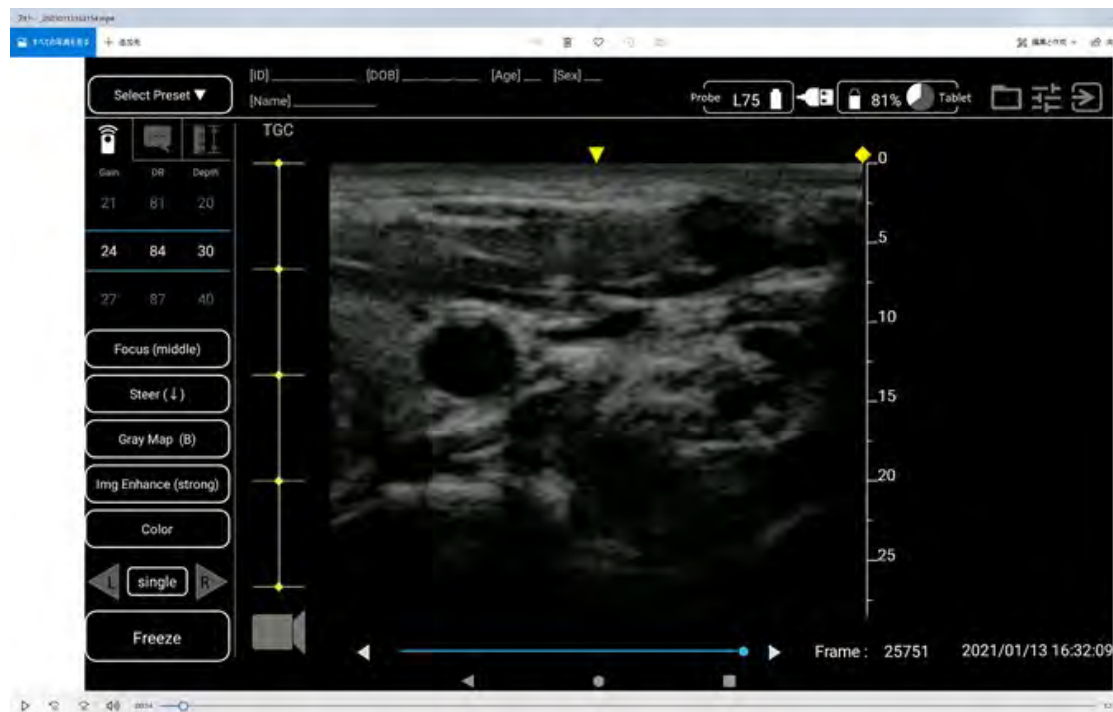 [ID] [DOB] [Age] [Sex]
Select Preset ▼
[Name]
Probe L75 81% Tablet
TGC
Gain DR Depth
21 81 20
24 84 30
27 87 40
0
5
10
15
20
25
Focus (middle)
Steer (↓)
Gray Map (B)
Img Enhance (strong)
Color
L single R
Freeze
Frame : 25751 2021/01/13 16:32:09